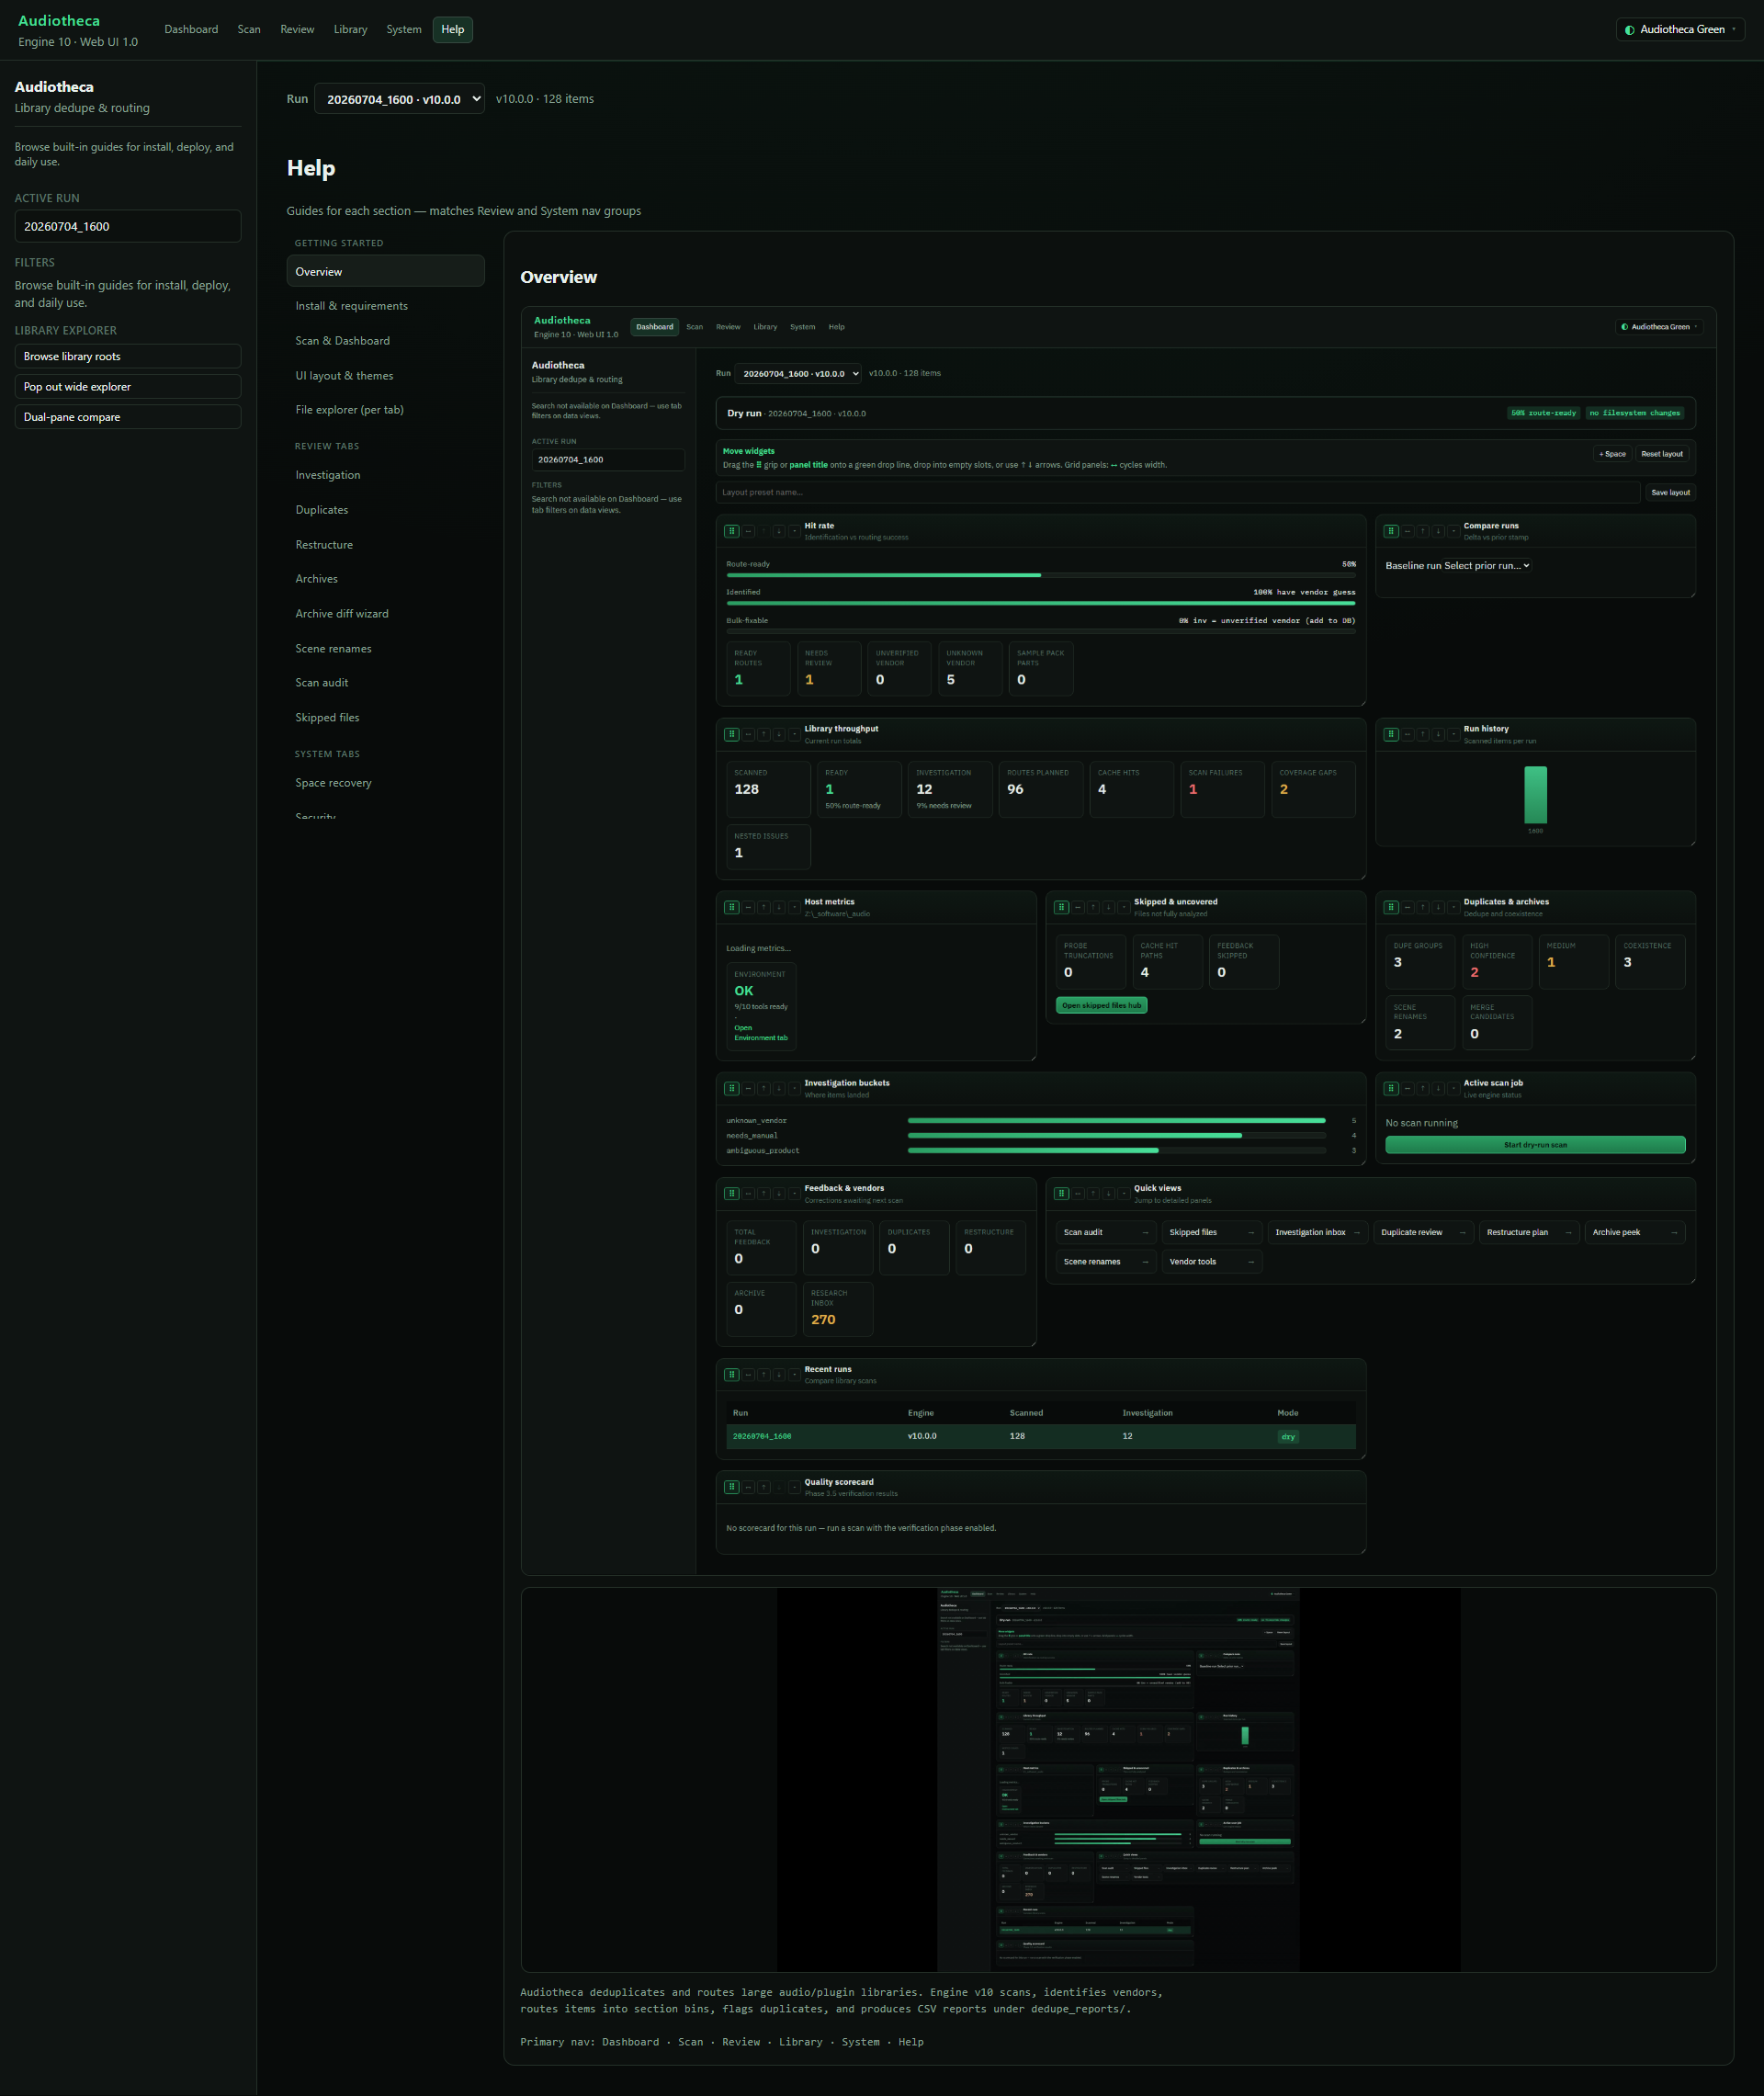 Audiotheca
Engine 10 · Web UI 1.0
Dashboard
Scan
Review
Library
System
Help
Audiotheca Green
Audiotheca
Library dedupe & routing
Browse built-in guides for install, deploy, and
daily use.
ACTIVE RUN
20260704_1600
FILTERS
Browse built-in guides for install, deploy,
and daily use.
LIBRARY EXPLORER
Browse library roots
Pop out wide explorer
Dual-pane compare
Run
20260704_1600 · v10.0.0
v10.0.0 · 128 items
Help
Guides for each section — matches Review and System nav groups
GETTING STARTED
Overview
Install & requirements
Scan & Dashboard
UI layout & themes
File explorer (per tab)
REVIEW TABS
Investigation
Duplicates
Restructure
Archives
Archive diff wizard
Scene renames
Scan audit
Skipped files
SYSTEM TABS
Space recovery
Security
Overview
Audiotheca
Engine 10 · Web UI 1.0
Dashboard
Scan
Review
Library
System
Help
Audiotheca Green
Audiotheca
Library dedupe & routing
Search not available on Dashboard — use tab
filters on data views.
ACTIVE RUN
20260704_1600
FILTERS
Search not available on Dashboard — use
tab filters on data views.
Run
20260704_1600 · v10.0.0
v10.0.0 · 128 items
Dry run · 20260704_1600 · v10.0.0
50% route-ready
no filesystem changes
Move widgets
Drag the ⠿ grip or panel title onto a green drop line, drop into empty slots, or use ↑ ↓ arrows. Grid panels: ↔ cycles width.
+ Space
Reset layout
Layout preset name...
Save layout
Hit rate
Identification vs routing success
Route-ready
50%
Identified
100% have vendor guess
Bulk-fixable
0% inv = unverified vendor (add to DB)
READY
ROUTES
1
NEEDS
REVIEW
1
UNVERIFIED
VENDOR
0
UNKNOWN
VENDOR
5
SAMPLE PACK
PARTS
0
Compare runs
Delta vs prior stamp
Baseline run Select prior run...
Library throughput
Current run totals
SCANNED
128
READY
1
50% route-ready
INVESTIGATION
12
9% needs review
ROUTES PLANNED
96
CACHE HITS
4
SCAN FAILURES
1
COVERAGE GAPS
2
NESTED ISSUES
1
Run history
Scanned items per run
1600
Host metrics
Z:\_software\_audio
Loading metrics...
ENVIRONMENT
OK
9/10 tools ready
·
Open
Environment tab
Skipped & uncovered
Files not fully analyzed
PROBE
TRUNCATIONS
0
CACHE HIT
PATHS
4
FEEDBACK
SKIPPED
0
Open skipped files hub
Duplicates & archives
Dedupe and coexistence
DUPE GROUPS
3
HIGH
CONFIDENCE
2
MEDIUM
1
COEXISTENCE
3
SCENE
RENAMES
2
MERGE
CANDIDATES
0
Investigation buckets
Where items landed
unknown_vendor
5
needs_manual
4
ambiguous_product
3
Active scan job
Live engine status
No scan running
Start dry-run scan
Feedback & vendors
Corrections awaiting next scan
TOTAL
FEEDBACK
0
INVESTIGATION
0
DUPLICATES
0
RESTRUCTURE
0
ARCHIVE
0
RESEARCH
INBOX
270
Quick views
Jump to detailed panels
Scan audit →
Skipped files →
Investigation inbox →
Duplicate review →
Restructure plan →
Archive peek →
Scene renames →
Vendor tools →
Recent runs
Compare library scans
Run Engine Scanned Investigation Mode
20260704_1600 v10.0.0 128 12 dry
Quality scorecard
Phase 3.5 verification results
No scorecard for this run — run a scan with the verification phase enabled.
Audiotheca deduplicates and routes large audio/plugin libraries. Engine v10 scans, identifies vendors,
routes items into section bins, flags duplicates, and produces CSV reports under dedupe_reports/.
Primary nav: Dashboard · Scan · Review · Library · System · Help